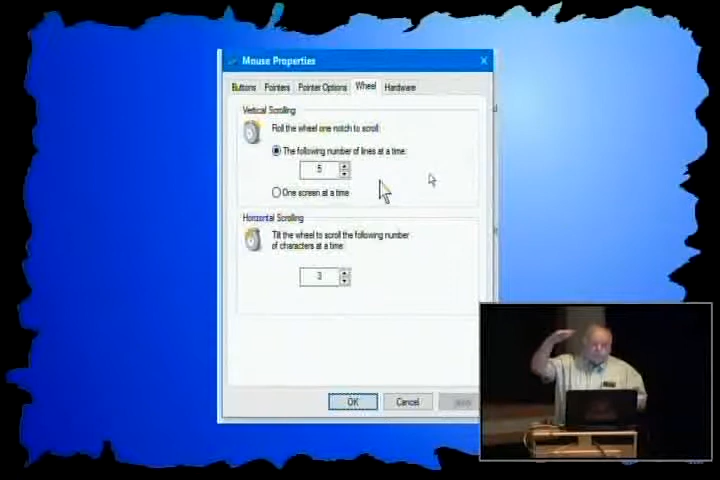 Mouse Properties
Buttons Pointers Pointer Options Wheel Hardware
Vertical Scrolling
Roll the wheel one notch to scroll:
The following number of lines at a time:
5
One screen at a time
Horizontal Scrolling
Tilt the wheel to scroll the following number
of characters at a time:
3
OK Cancel